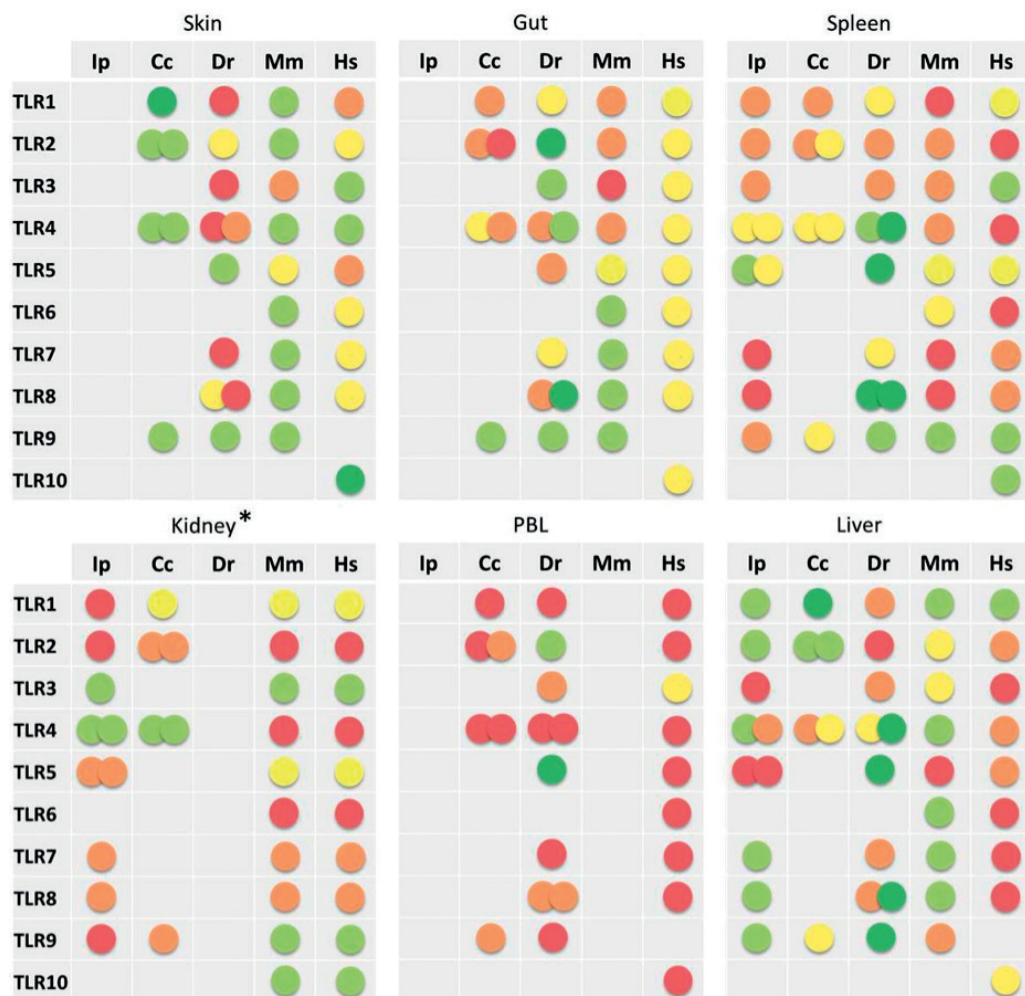 Skin Gut Spleen
Ip Cc Dr Mm Hs Ip Cc Dr Mm Hs Ip Cc Dr Mm Hs
TLR1
TLR2
TLR3
TLR4
TLR5
TLR6
TLR7
TLR8
TLR9
TLR10
Kidney* PBL Liver
Ip Cc Dr Mm Hs Ip Cc Dr Mm Hs Ip Cc Dr Mm Hs
TLR1
TLR2
TLR3
TLR4
TLR5
TLR6
TLR7
TLR8
TLR9
TLR10